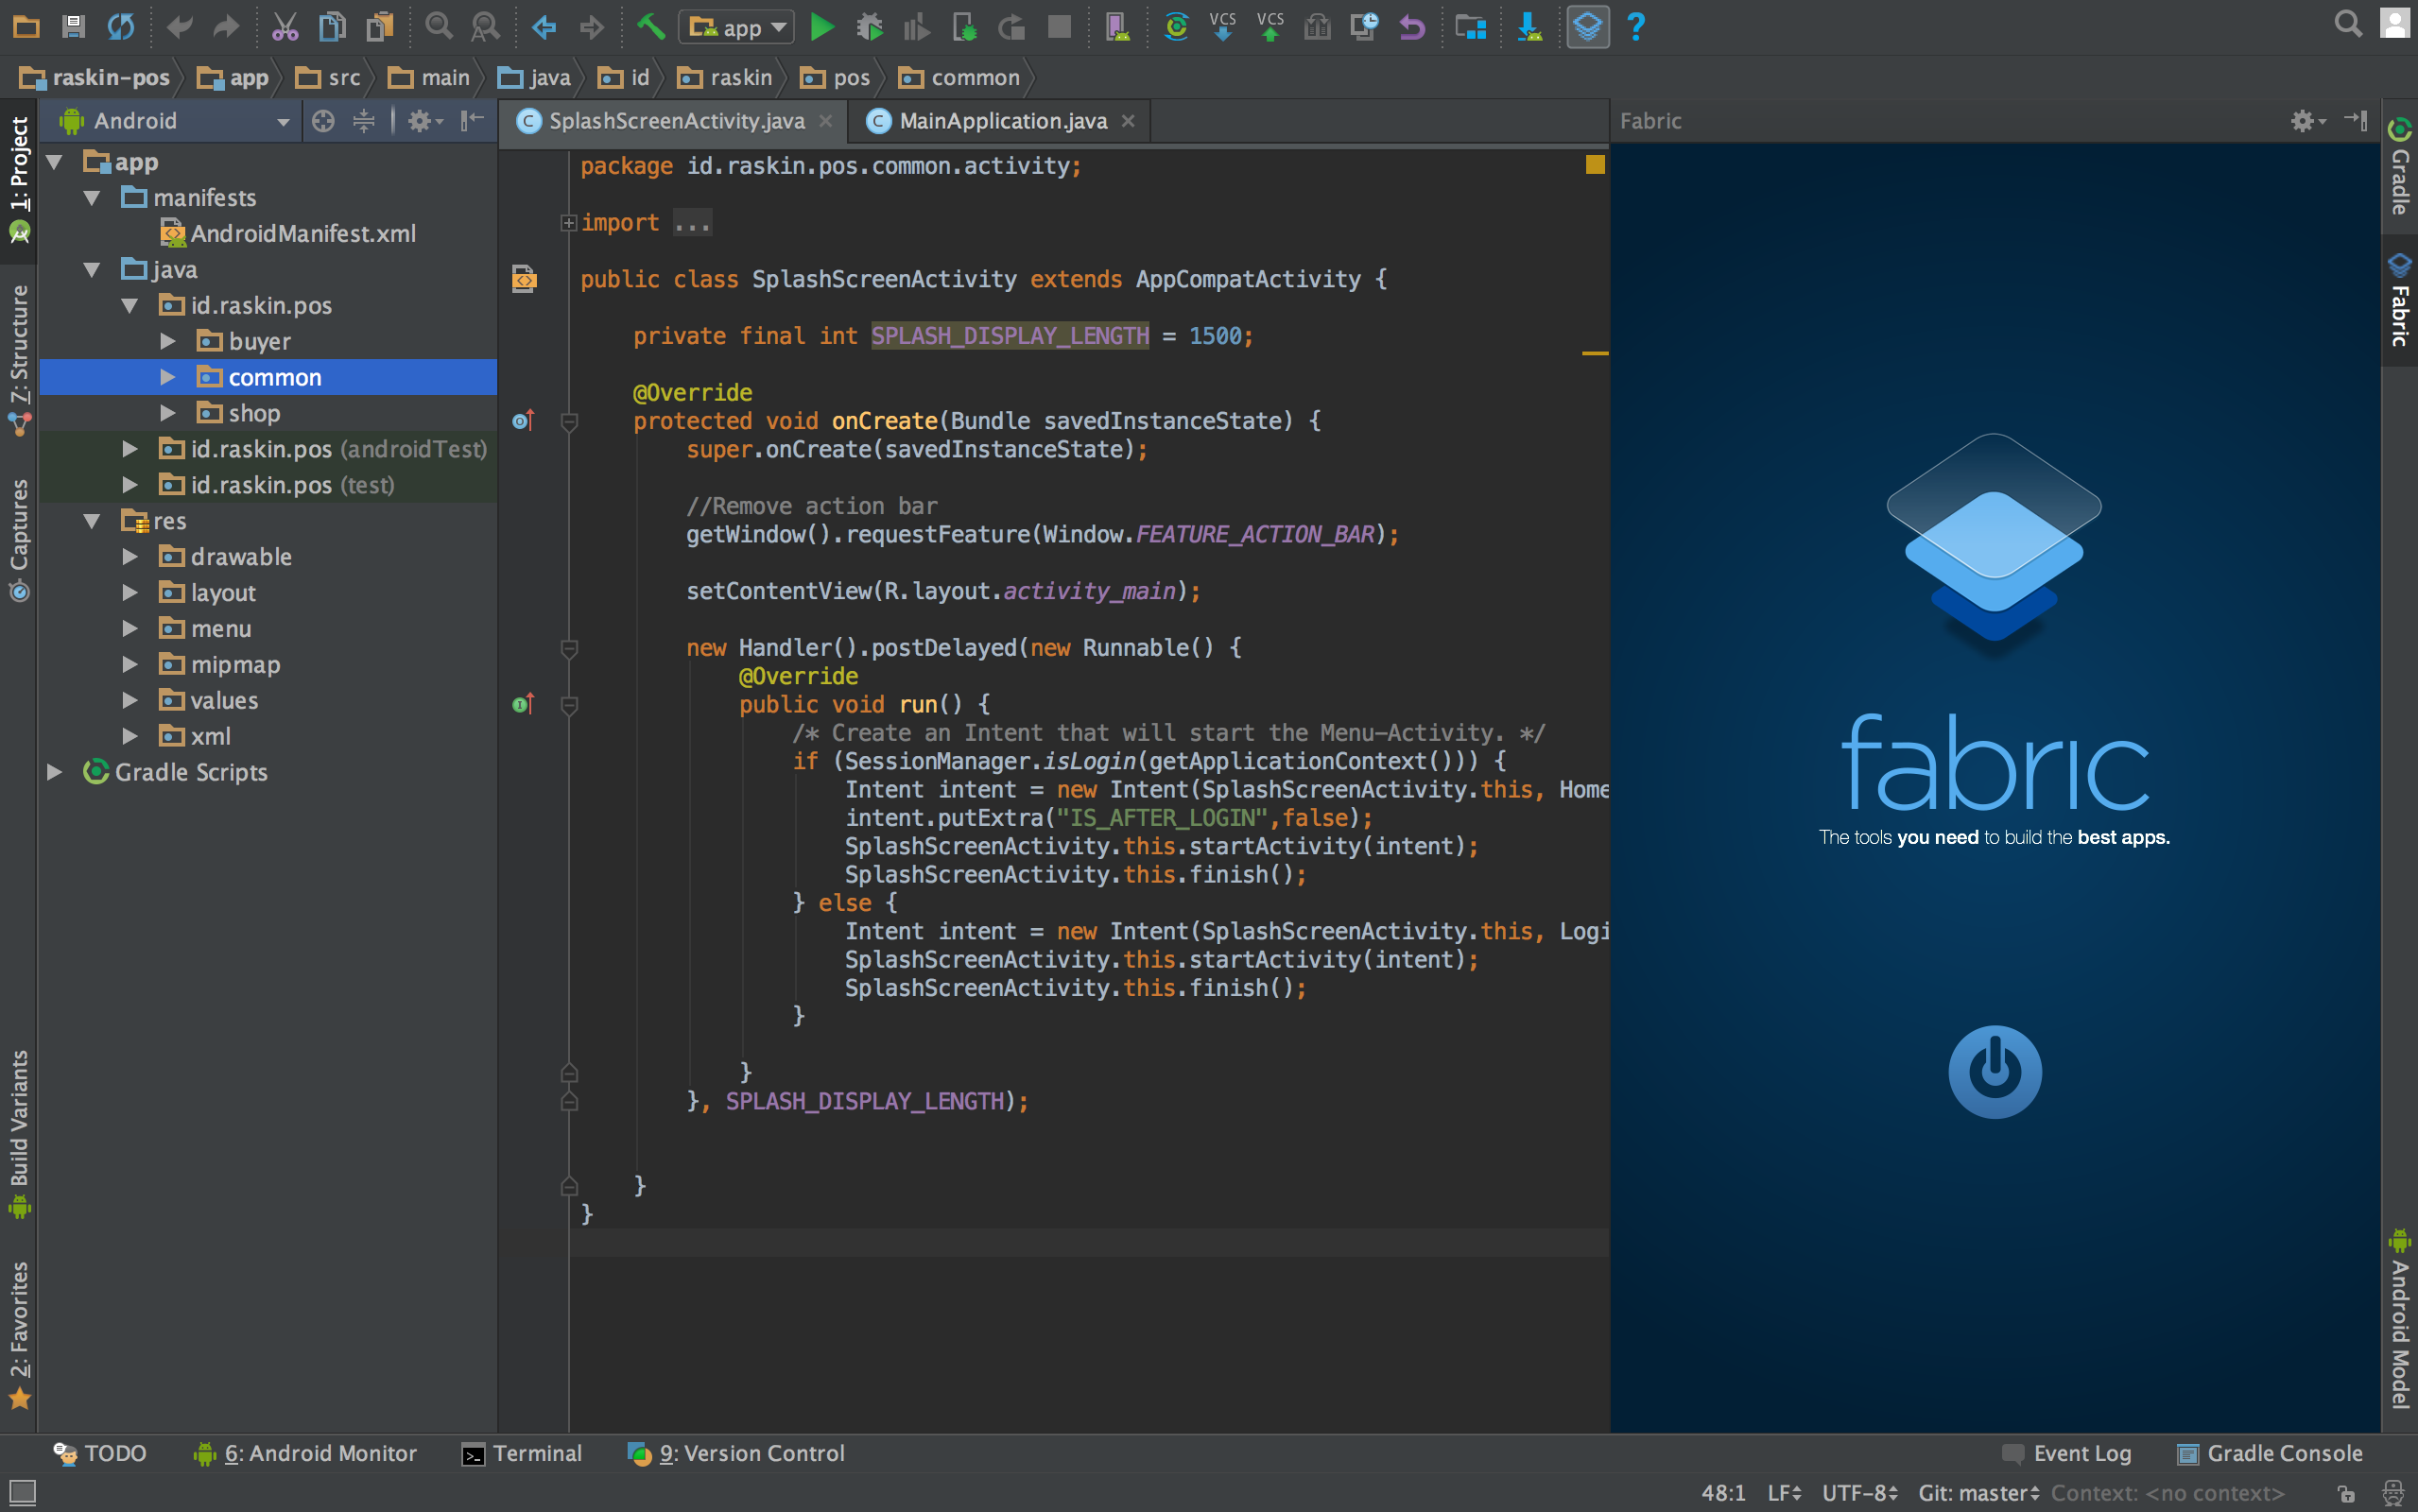 app
VCS
VCS
?
raskin-pos
app
src
main
java
id
raskin
pos
common
1: Project
7: Structure
Captures
Build Variants
2: Favorites
Android
app
manifests
AndroidManifest.xml
java
id.raskin.pos
buyer
common
shop
id.raskin.pos (androidTest)
id.raskin.pos (test)
res
drawable
layout
menu
mipmap
values
xml
Gradle Scripts
SplashScreenActivity.java
MainApplication.java
package id.raskin.pos.common.activity;
import ...
public class SplashScreenActivity extends AppCompatActivity {
private final int SPLASH_DISPLAY_LENGTH = 1500;
@Override
protected void onCreate(Bundle savedInstanceState) {
super.onCreate(savedInstanceState);
//Remove action bar
getWindow().requestFeature(Window.FEATURE_ACTION_BAR);
setContentView(R.layout.activity_main);
new Handler().postDelayed(new Runnable() {
@Override
public void run() {
/* Create an Intent that will start the Menu-Activity. */
if (SessionManager.isLogin(getApplicationContext())) {
Intent intent = new Intent(SplashScreenActivity.this, Home
intent.putExtra("IS_AFTER_LOGIN",false);
SplashScreenActivity.this.startActivity(intent);
SplashScreenActivity.this.finish();
} else {
Intent intent = new Intent(SplashScreenActivity.this, Logi
SplashScreenActivity.this.startActivity(intent);
SplashScreenActivity.this.finish();
}
}
}, SPLASH_DISPLAY_LENGTH);
}
}
Fabric
fabric
The tools you need to build the best apps.
Gradle
Fabric
Android Model
TODO
6: Android Monitor
Terminal
9: Version Control
Event Log
Gradle Console
48:1
LF
UTF-8
Git: master
Context: <no context>